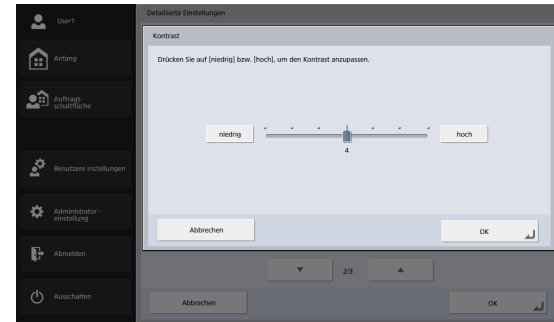 User1
Anfang
Auftrags-
schaltfläche
Benutzere instellungen
Administrator -
einstellung
Abmelden
Ausschalten
Detaillierte Einstellungen
Kontrast
Drücken Sie auf [niedrig] bzw. [hoch], um den Kontrast anzupassen.
niedrig
hoch
4
Abbrechen
OK
2/3
Abbrechen
OK